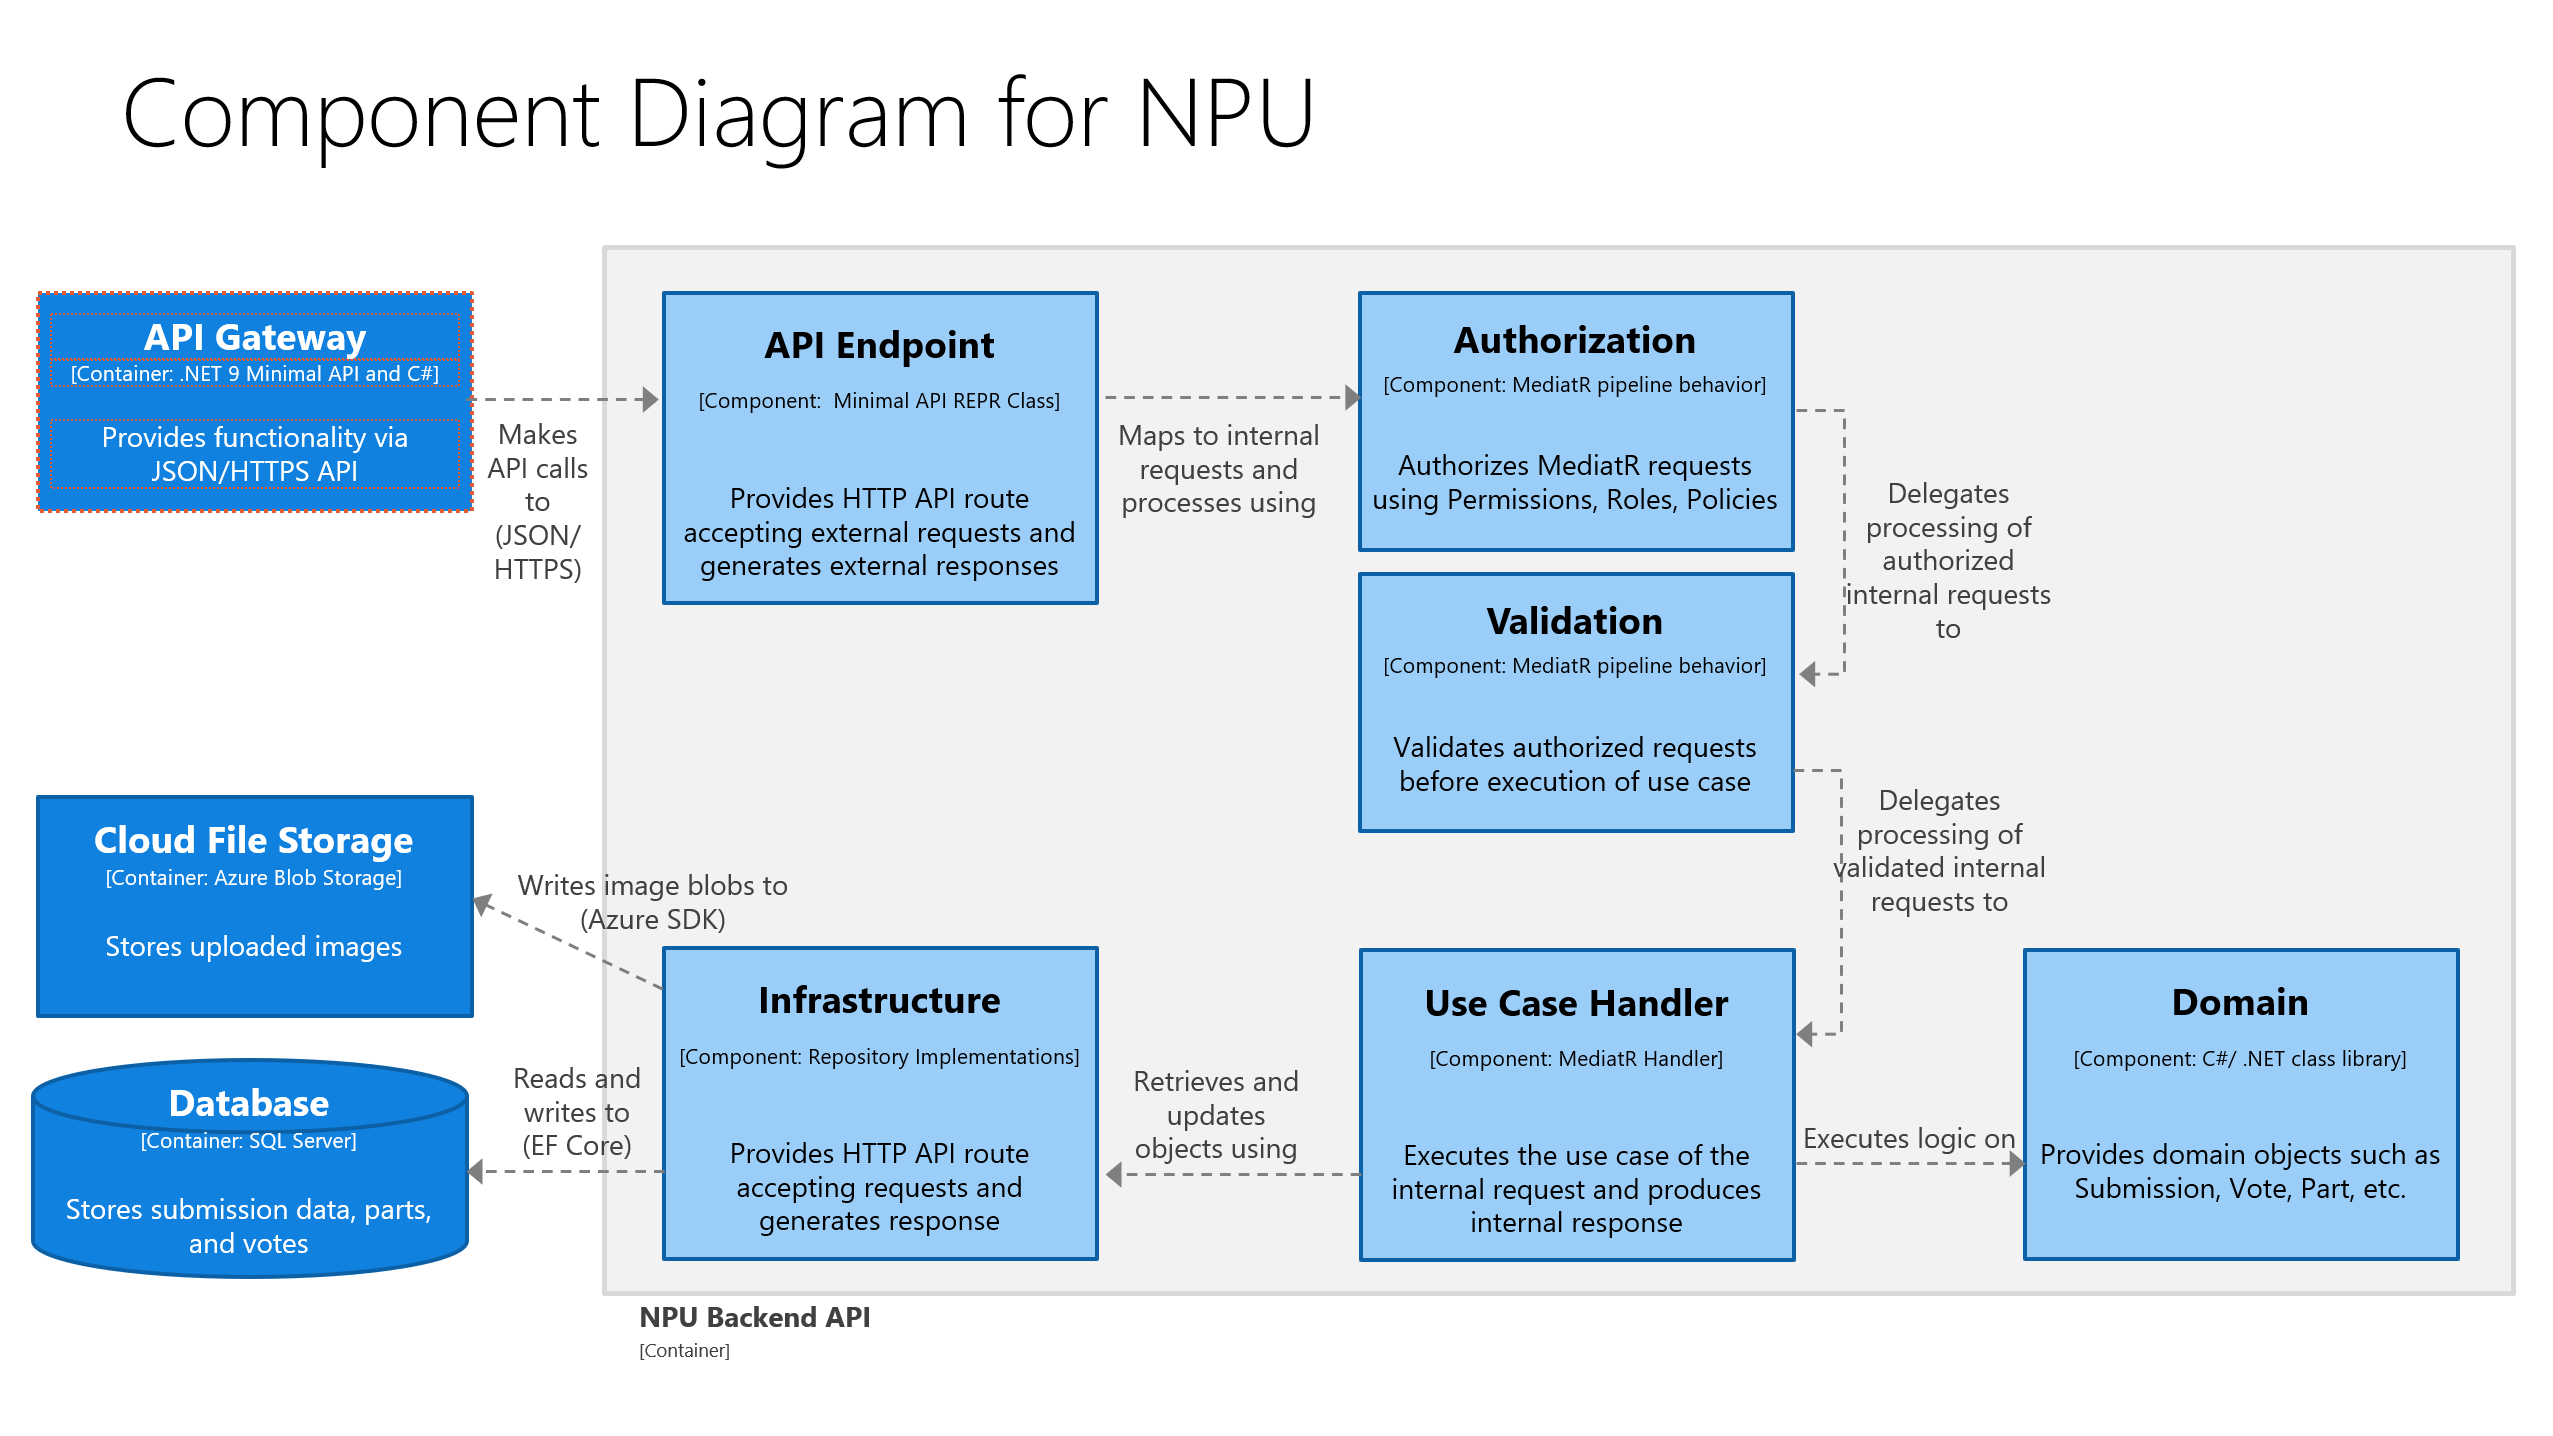 Component Diagram for NPU
API Gateway
[Container: .NET 9 Minimal API and C#]
Provides functionality via
JSON/HTTPS API
Makes
API calls
to
(JSON/
HTTPS)
API Endpoint
[Component:  Minimal API REPR Class]
Provides HTTP API route
accepting external requests and
generates external responses
Maps to internal
requests and
processes using
Authorization
[Component: MediatR pipeline behavior]
Authorizes MediatR requests
using Permissions, Roles, Policies
Delegates
processing of
authorized
internal requests
to
Validation
[Component: MediatR pipeline behavior]
Validates authorized requests
before execution of use case
Delegates
processing of
validated internal
requests to
Cloud File Storage
[Container: Azure Blob Storage]
Stores uploaded images
Writes image blobs to
(Azure SDK)
Infrastructure
[Component: Repository Implementations]
Provides HTTP API route
accepting requests and
generates response
Retrieves and
updates
objects using
Use Case Handler
[Component: MediatR Handler]
Executes the use case of the
internal request and produces
internal response
Executes logic on
Domain
[Component: C#/ .NET class library]
Provides domain objects such as
Submission, Vote, Part, etc.
Database
[Container: SQL Server]
Stores submission data, parts,
and votes
Reads and
writes to
(EF Core)
NPU Backend API
[Container]